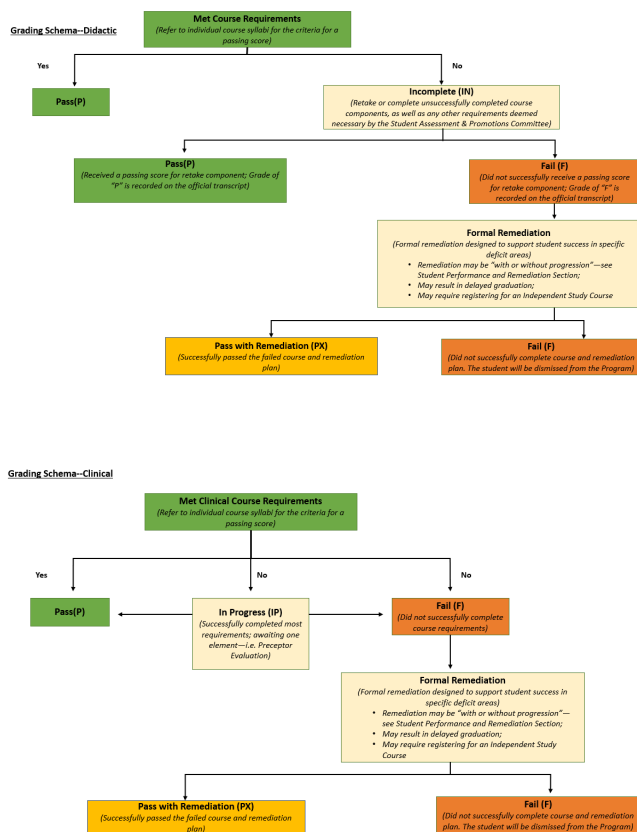 Grading Schema--Didactic
Met Course Requirements
(Refer to individual course syllabi for the criteria for a
passing score)
Yes
No
Pass(P)
Incomplete (IN)
(Retake or complete unsuccessfully completed course
components, as well as any other requirements deemed
necessary by the Student Assessment & Promotions Committee)
Pass(P)
(Received a passing score for retake component; Grade of
"P" is recorded on the official transcript)
Fail (F)
(Did not successfully receive a passing score
for retake component; Grade of "F" is
recorded on the official transcript)
Formal Remediation
(Formal remediation designed to support student success in specific
deficit areas)
• Remediation may be "with or without progression"—see
Student Performance and Remediation Section;
• May result in delayed graduation;
• May require registering for an Independent Study Course
Pass with Remediation (PX)
(Successfully passed the failed course and remediation
plan)
Fail (F)
(Did not successfully complete course and remediation
plan. The student will be dismissed from the Program)
Grading Schema--Clinical
Met Clinical Course Requirements
(Refer to individual course syllabi for the criteria for a
passing score)
Yes
No
No
Pass(P)
In Progress (IP)
(Successfully completed most
requirements; awaiting one
element—i.e. Preceptor
Evaluation)
Fail (F)
(Did not successfully complete
course requirements)
Formal Remediation
(Formal remediation designed to support student success in
specific deficit areas)
• Remediation may be "with or without progression"—
see Student Performance and Remediation Section;
• May result in delayed graduation;
• May require registering for an Independent Study
Course
Pass with Remediation (PX)
(Successfully passed the failed course and remediation
plan)
Fail (F)
(Did not successfully complete course and remediation
plan. The student will be dismissed from the Program)